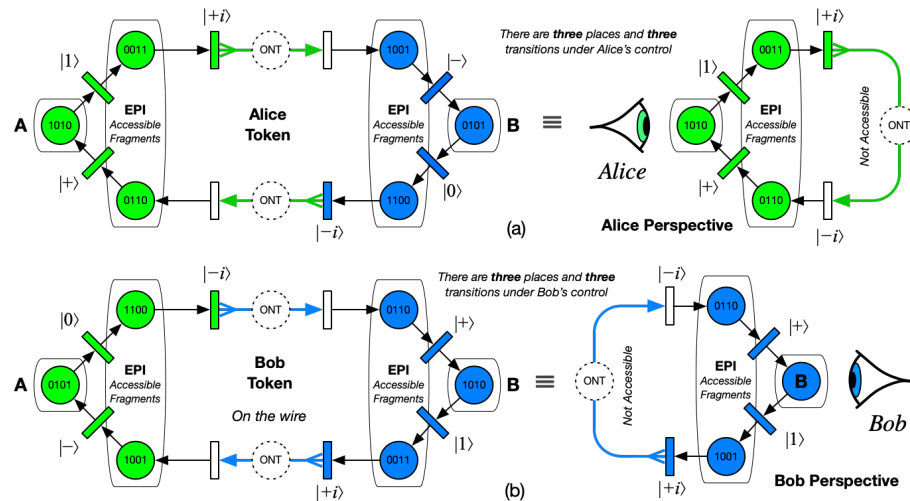 |+i⟩
There are three places and three
transitions under Alice's control
|+i⟩
0011
ONT
1001
0011
|1⟩
|−⟩
|1⟩
EPI
Accessible
Fragments
Alice
Token
EPI
Accessible
Fragments
EPI
Accessible
Fragments
A
1010
0101
B
≡
1010
Not Accessible
ONT
Alice
|+⟩
|0⟩
|+⟩
0110
ONT
1100
0110
|−i⟩
(a)
Alice Perspective
|−i⟩
|−i⟩
There are three places and three
transitions under Bob's control
|−i⟩
1100
ONT
0110
0110
|0⟩
|+⟩
|+⟩
EPI
Accessible
Fragments
Bob
Token
On the wire
EPI
Accessible
Fragments
EPI
Accessible
Fragments
A
0101
1010
B
≡
ONT
Not Accessible
B
Bob
|−⟩
|1⟩
|1⟩
1001
ONT
0011
1001
|+i⟩
(b)
|+i⟩
Bob Perspective